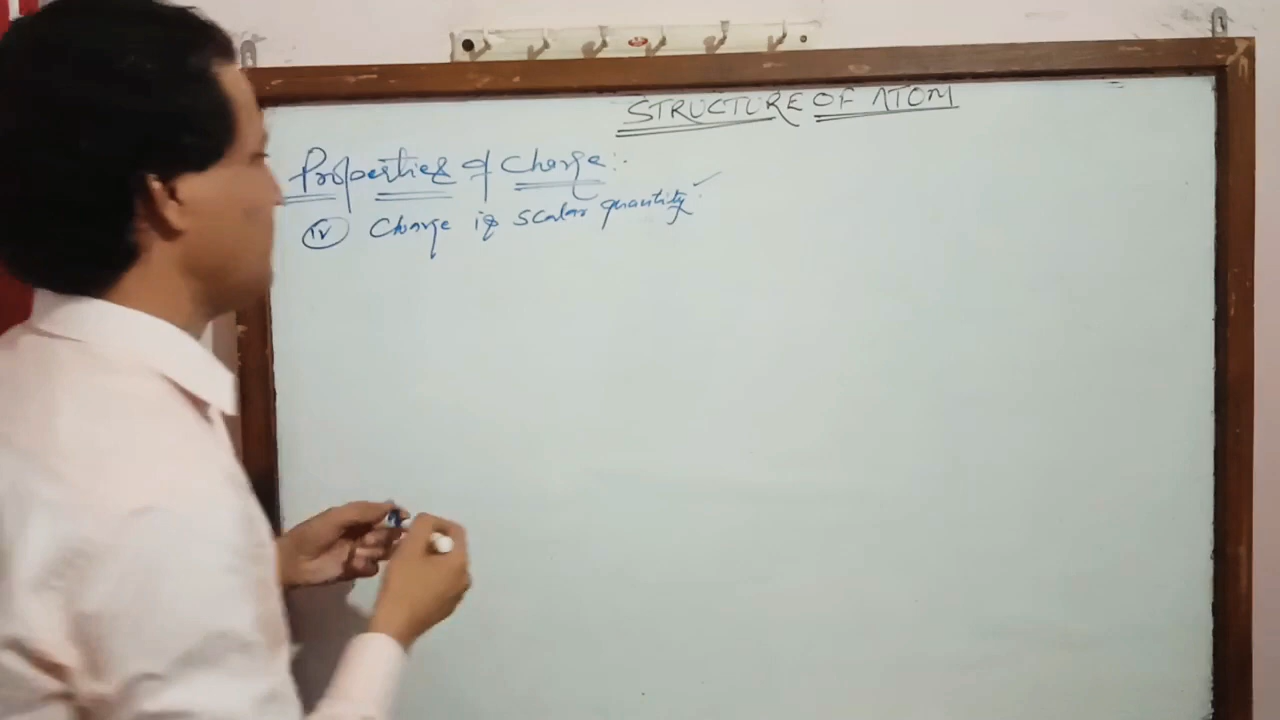 STRUCTURE OF ATOM
Properties of Charge:.
(iv) Charge is scalar quantity.